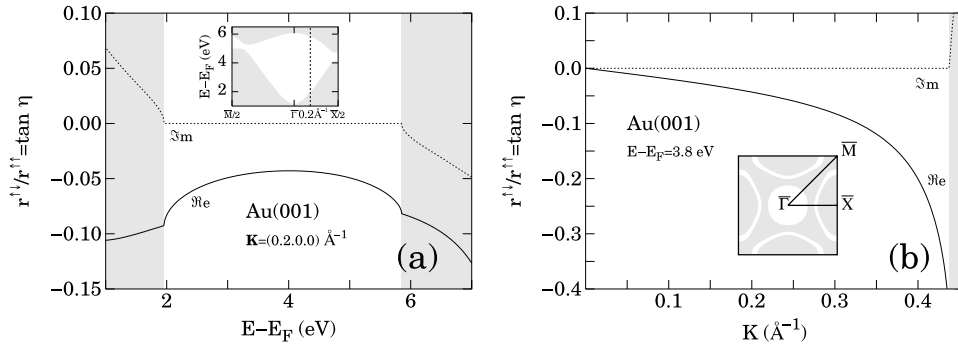 0.10
0.05
0.00
−0.05
−0.10
−0.15
r↑↓/r↑↑=tan η
2
4
6
E−E_F (eV)
ℑm
ℜe
Au(001)
K=(0.2.0.0) Å⁻¹
(a)
E−E_F (eV)
6
4
2
M̅/2
Γ̅
0.2Å⁻¹
X̅/2
0.1
0.0
−0.1
−0.2
−0.3
−0.4
r↑↓/r↑↑=tan η
0.1
0.2
0.3
0.4
K (Å⁻¹)
ℑm
ℜe
Au(001)
E−E_F=3.8 eV
M̅
Γ̅
X̅
(b)